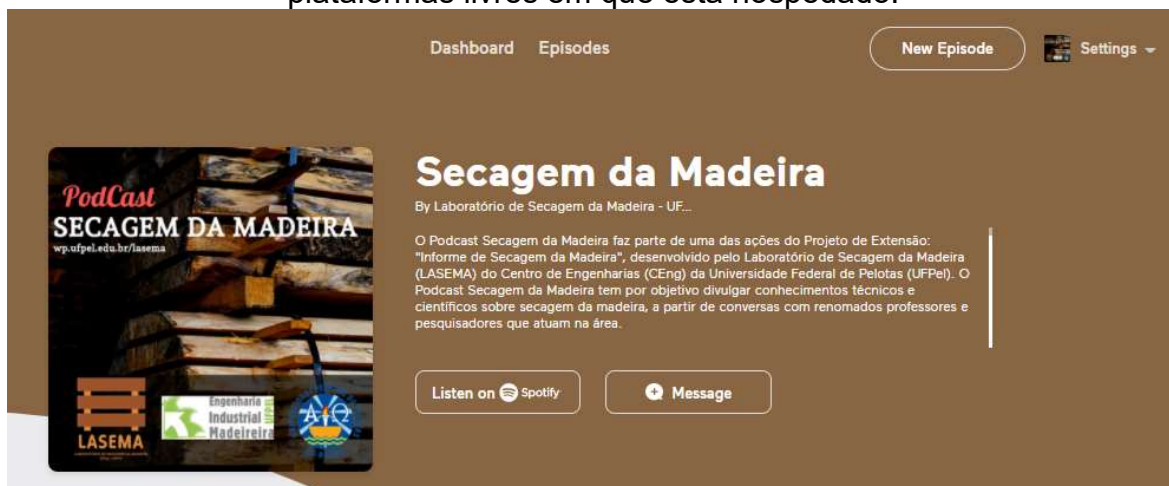 plataformas livres em que está hospedado.
Dashboard Episodes New Episode Settings
PodCast
SECAGEM DA MADEIRA
wp.ufpel.edu.br/lasema
Engenharia
Industrial
Madeireira
UFPEL
LASEMA
Secagem da Madeira
By Laboratório de Secagem da Madeira - UF...
O Podcast Secagem da Madeira faz parte de uma das ações do Projeto de Extensão:
"Informe de Secagem da Madeira", desenvolvido pelo Laboratório de Secagem da Madeira
(LASEMA) do Centro de Engenharias (CEng) da Universidade Federal de Pelotas (UFPel). O
Podcast Secagem da Madeira tem por objetivo divulgar conhecimentos técnicos e
científicos sobre secagem da madeira, a partir de conversas com renomados professores e
pesquisadores que atuam na área.
Listen on Spotify Message